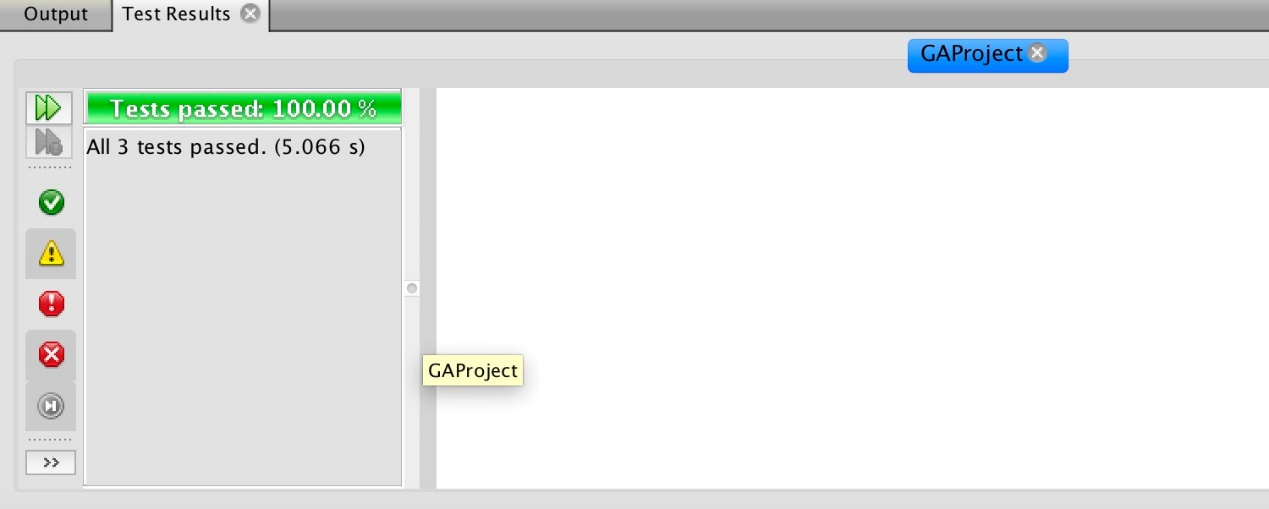 Output
Test Results
GAProject
Tests passed: 100.00 %
All 3 tests passed. (5.066 s)
GAProject
>>